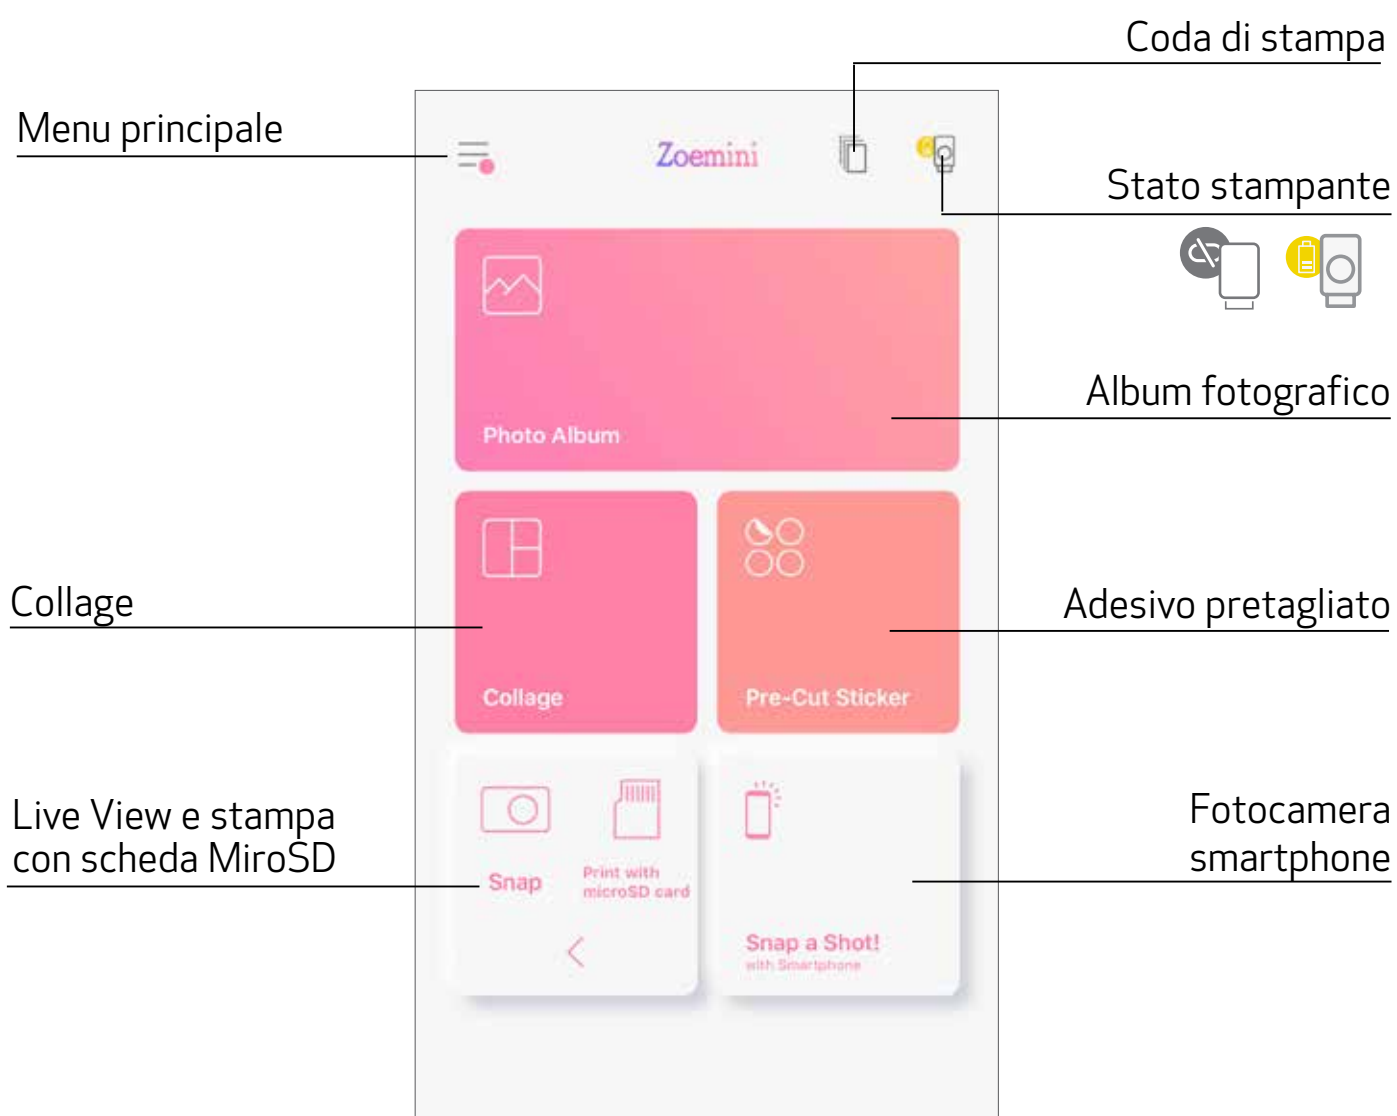 Coda di stampa
Menu principale
Zoemini
Stato stampante
Album fotografico
Photo Album
Collage
Adesivo pretagliato
Collage
Pre-Cut Sticker
Live View e stampa
con scheda MiroSD
Snap
Print with
microSD card
Fotocamera
smartphone
Snap a Shot!
with Smartphone